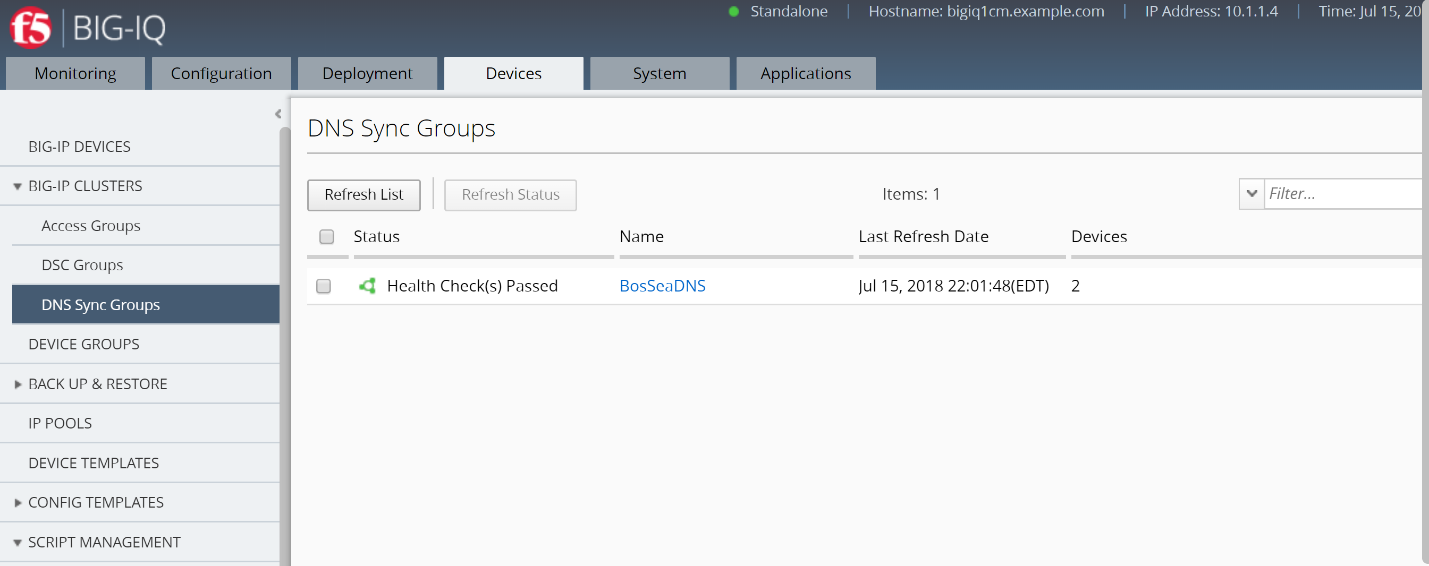 f5 BIG-IQ
Standalone | Hostname: bigiq1cm.example.com | IP Address: 10.1.1.4 | Time: Jul 15, 20
Monitoring Configuration Deployment Devices System Applications
BIG-IP DEVICES
BIG-IP CLUSTERS
Access Groups
DSC Groups
DNS Sync Groups
DEVICE GROUPS
BACK UP & RESTORE
IP POOLS
DEVICE TEMPLATES
CONFIG TEMPLATES
SCRIPT MANAGEMENT
DNS Sync Groups
Refresh List Refresh Status Items: 1 Filter...
Status Name Last Refresh Date Devices
Health Check(s) Passed BosSeaDNS Jul 15, 2018 22:01:48(EDT) 2